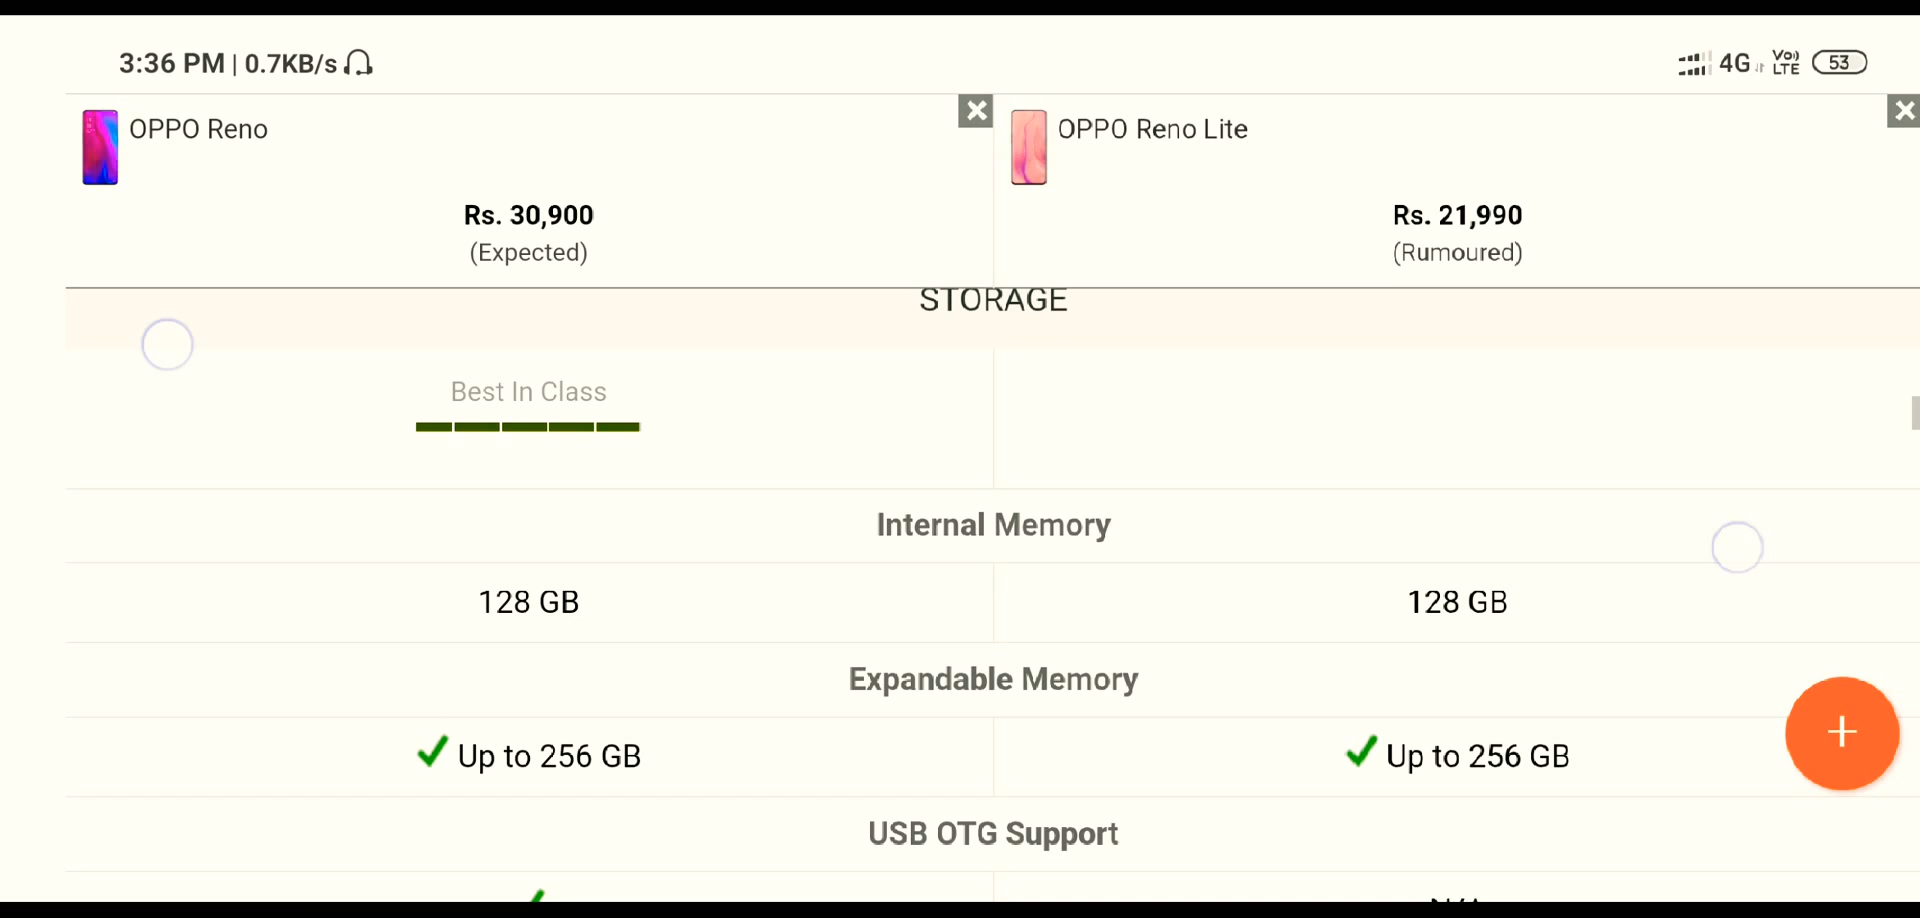 3:36 PM | 0.7KB/s
4G VoLTE 53
OPPO Reno
OPPO Reno Lite
Rs. 30,900
(Expected)
Rs. 21,990
(Rumoured)
STORAGE
Best In Class
Internal Memory
128 GB
128 GB
Expandable Memory
Up to 256 GB
Up to 256 GB
USB OTG Support